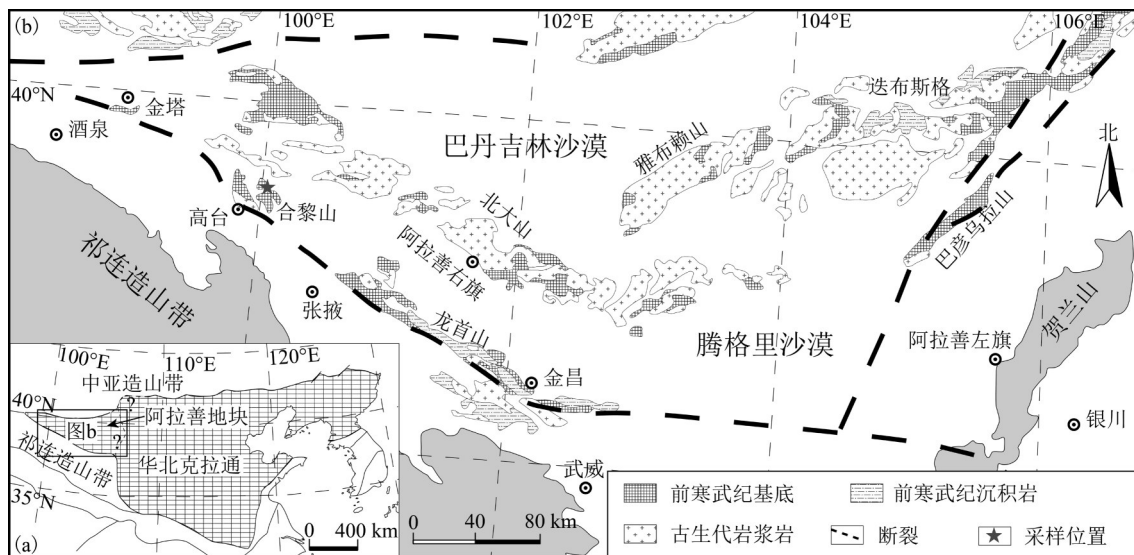 (b)
100°E
102°E
104°E
106°E
40°N
金塔
酒泉
迭布斯格
北
巴丹吉林沙漠
雅布赖山
合黎山
高台
北大山
阿拉善右旗
巴彦乌拉山
祁连造山带
张掖
龙首山
贺兰山
腾格里沙漠
阿拉善左旗
金昌
银川
武威
100°E
110°E
120°E
中亚造山带
40°N
?
阿拉善地块
图b
?
祁连造山带
华北克拉通
35°N
0 400 km
(a)
0 40 80 km
前寒武纪基底
前寒武纪沉积岩
古生代岩浆岩
断裂
采样位置